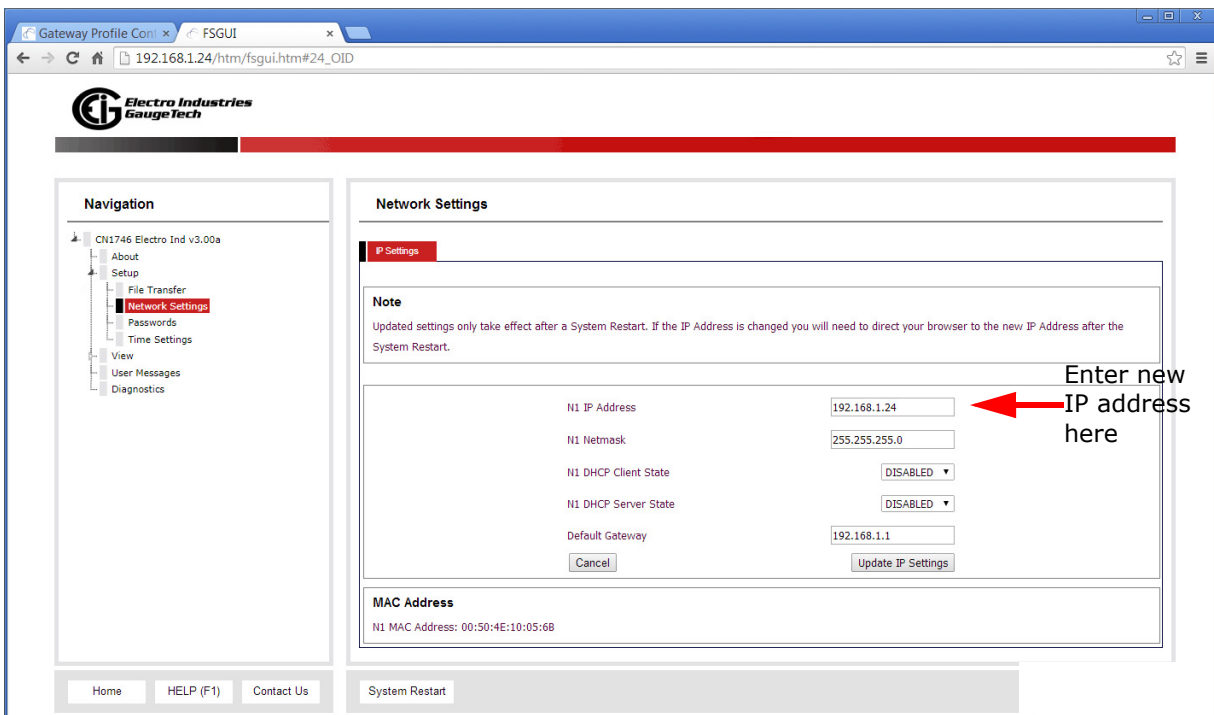 Gateway Profile Conf
FSGUI
192.168.1.24/htm/fsgui.htm#24_OID
EIG
Electro Industries
GaugeTech
Navigation
CN1746 Electro Ind v3.00a
About
Setup
File Transfer
Network Settings
Passwords
Time Settings
View
User Messages
Diagnostics
Network Settings
IP Settings
Note
Updated settings only take effect after a System Restart. If the IP Address is changed you will need to direct your browser to the new IP Address after the
System Restart.
N1 IP Address 192.168.1.24
Enter new
IP address
here
N1 Netmask 255.255.255.0
N1 DHCP Client State DISABLED
N1 DHCP Server State DISABLED
Default Gateway 192.168.1.1
Cancel Update IP Settings
MAC Address
N1 MAC Address: 00:50:4E:10:05:6B
Home HELP (F1) Contact Us System Restart